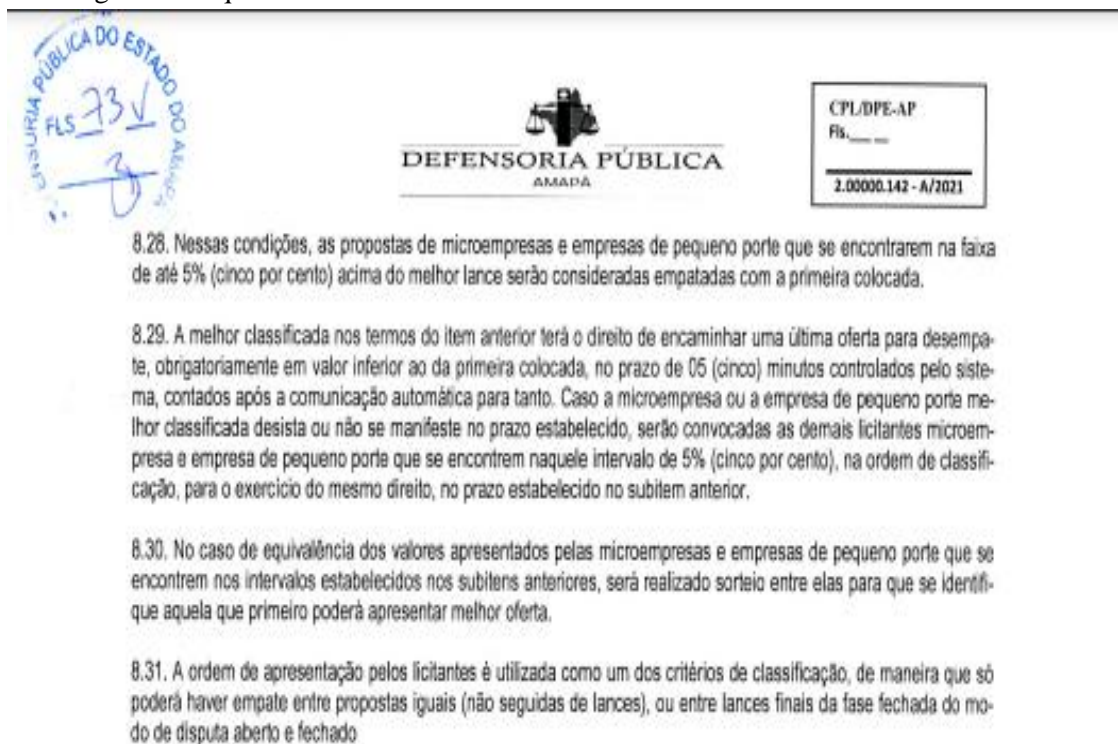 DEFENSORIA PÚBLICA DO ESTADO DO AMAPÁ
FLS 73 V
DEFENSORIA PÚBLICA
AMAPÁ
CPL/DPE-AP
Fls.__ __
2.00000.142 - A/2021
8.28. Nessas condições, as propostas de microempresas e empresas de pequeno porte que se encontrarem na faixa
de até 5% (cinco por cento) acima do melhor lance serão consideradas empatadas com a primeira colocada.
8.29. A melhor classificada nos termos do item anterior terá o direito de encaminhar uma última oferta para desempa-
te, obrigatoriamente em valor inferior ao da primeira colocada, no prazo de 05 (cinco) minutos controlados pelo siste-
ma, contados após a comunicação automática para tanto. Caso a microempresa ou a empresa de pequeno porte me-
lhor classificada desista ou não se manifeste no prazo estabelecido, serão convocadas as demais licitantes microem-
presa e empresa de pequeno porte que se encontrem naquele intervalo de 5% (cinco por cento), na ordem de classifi-
cação, para o exercício do mesmo direito, no prazo estabelecido no subitem anterior.
8.30. No caso de equivalência dos valores apresentados pelas microempresas e empresas de pequeno porte que se
encontrem nos intervalos estabelecidos nos subitens anteriores, será realizado sorteio entre elas para que se identifi-
que aquela que primeiro poderá apresentar melhor oferta.
8.31. A ordem de apresentação pelos licitantes é utilizada como um dos critérios de classificação, de maneira que só
poderá haver empate entre propostas iguais (não seguidas de lances), ou entre lances finais da fase fechada do mo-
do de disputa aberto e fechado